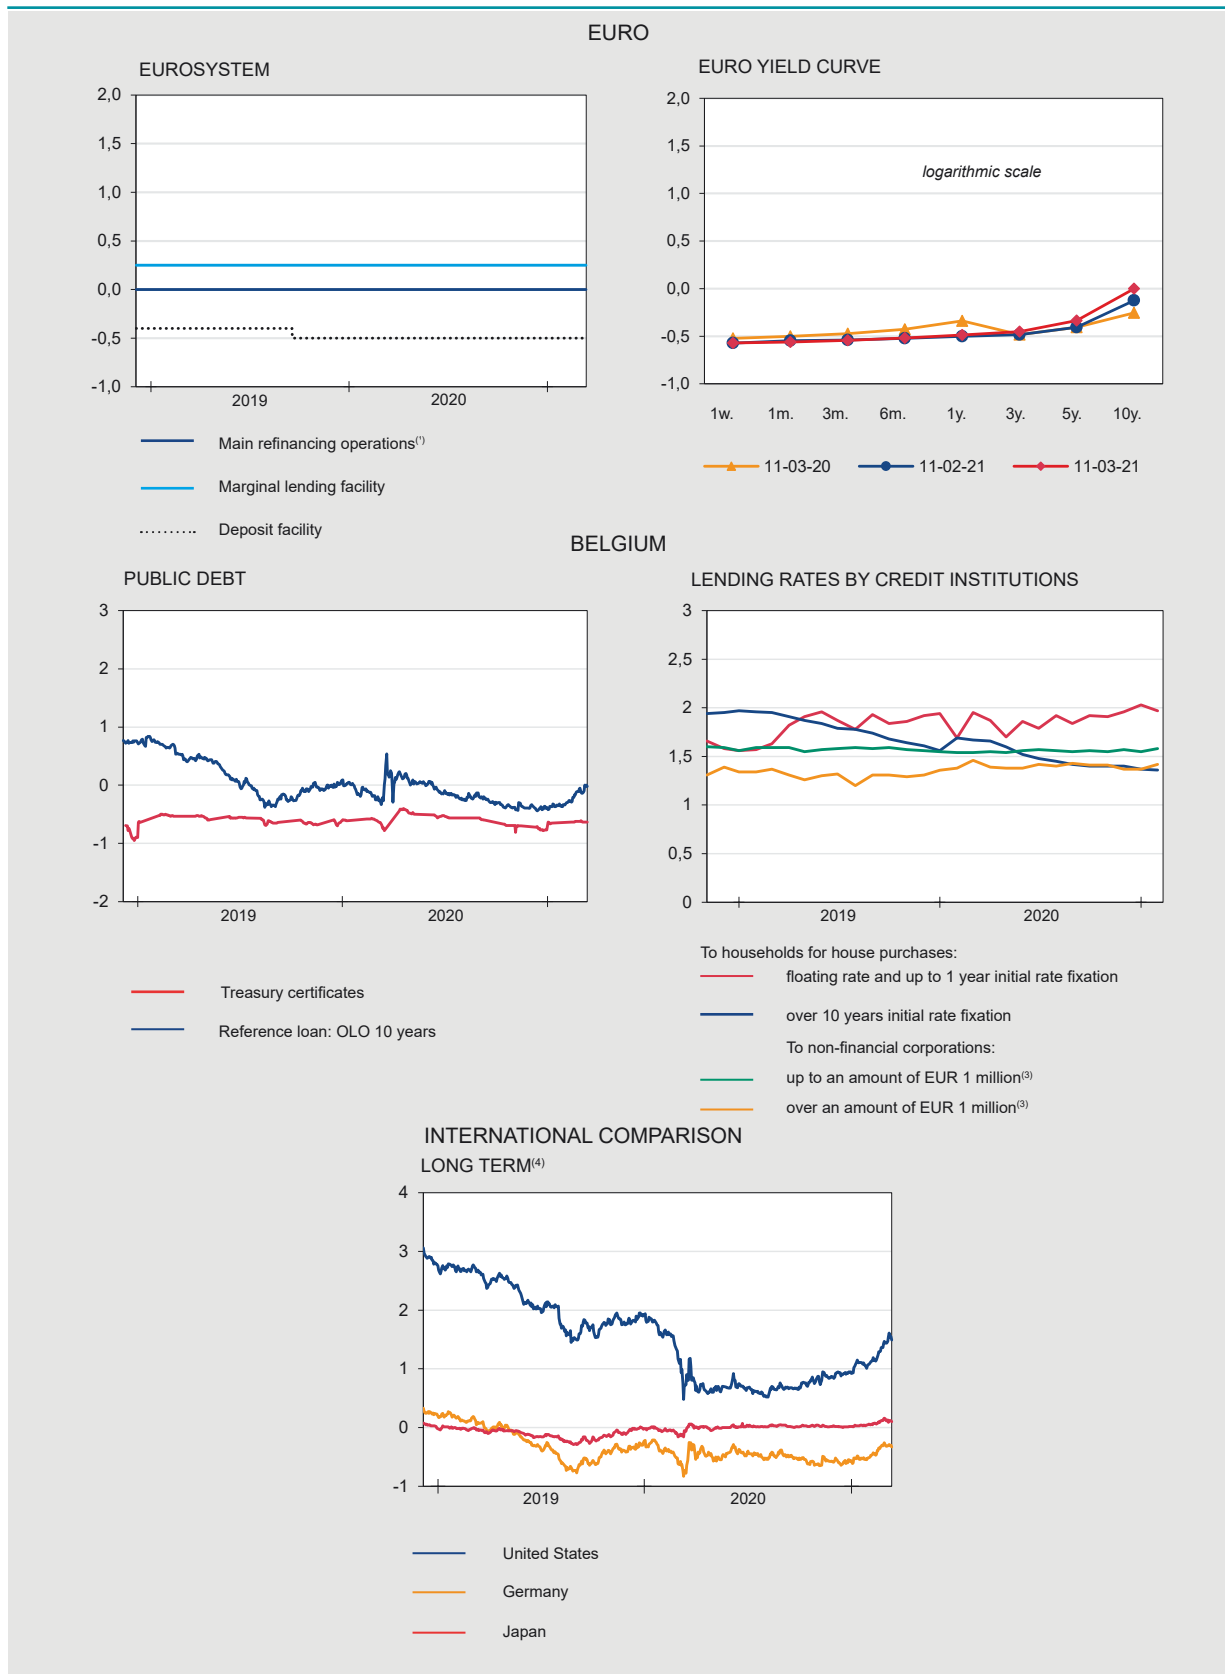 EURO
EUROSYSTEM
2,0
1,5
1,0
0,5
0,0
-0,5
-1,0
2019 2020
Main refinancing operations(1)
Marginal lending facility
Deposit facility
EURO YIELD CURVE
2,0
1,5
1,0
0,5
0,0
-0,5
-1,0
logarithmic scale
1w. 1m. 3m. 6m. 1y. 3y. 5y. 10y.
11-03-20 11-02-21 11-03-21
BELGIUM
PUBLIC DEBT
3
2
1
0
-1
-2
2019 2020
Treasury certificates
Reference loan: OLO 10 years
LENDING RATES BY CREDIT INSTITUTIONS
3
2,5
2
1,5
1
0,5
0
2019 2020
To households for house purchases:
floating rate and up to 1 year initial rate fixation
over 10 years initial rate fixation
To non-financial corporations:
up to an amount of EUR 1 million(3)
over an amount of EUR 1 million(3)
INTERNATIONAL COMPARISON
LONG TERM(4)
4
3
2
1
0
-1
2019 2020
United States
Germany
Japan